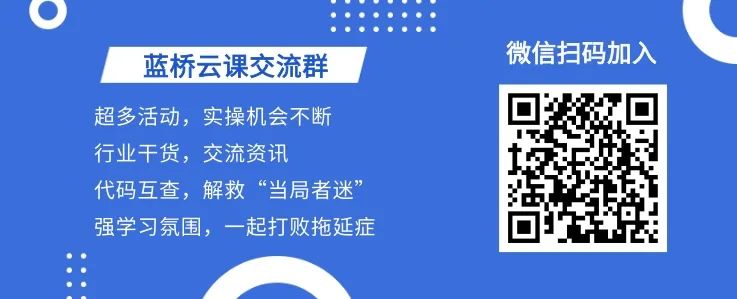 蓝桥云课交流群
微信扫码加入
超多活动，实操机会不断
行业干货，交流资讯
代码互查，解救“当局者迷”
强学习氛围，一起打败拖延症